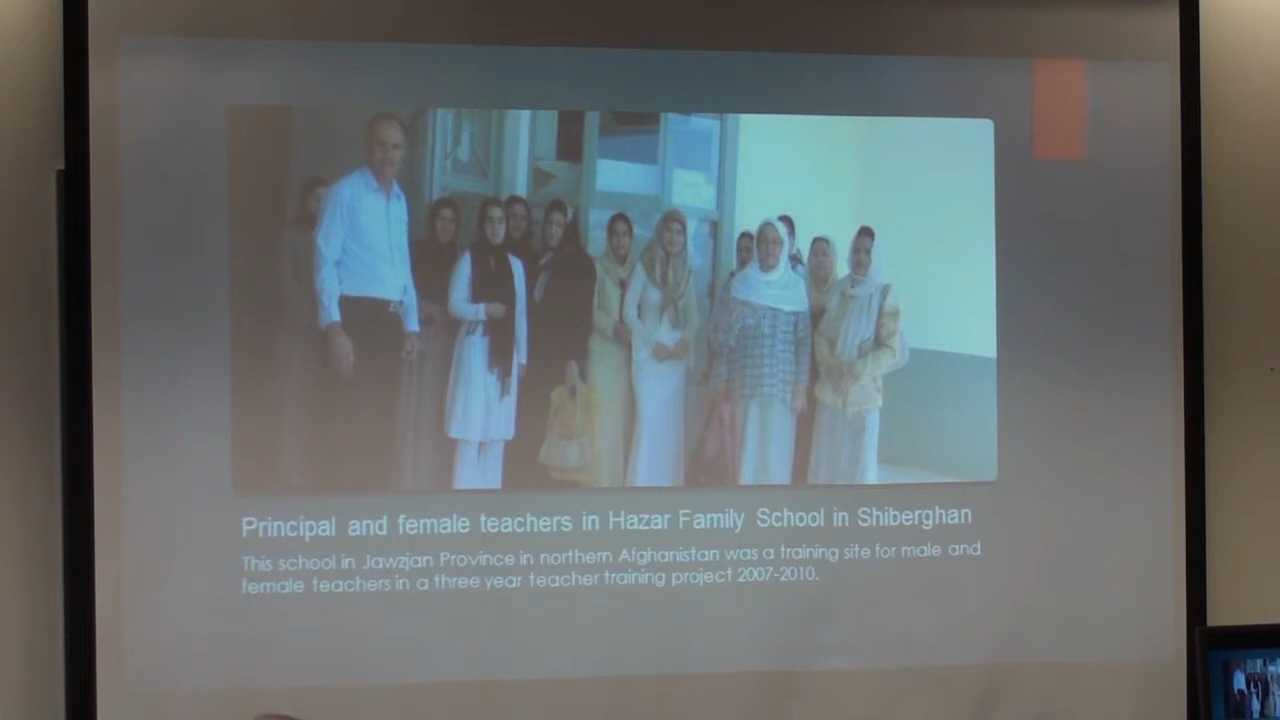 Principal and female teachers in Hazar Family School in Shiberghan
This school in Jawzjan Province in northern Afghanistan was a training site for male and
female teachers in a three year teacher training project 2007-2010.